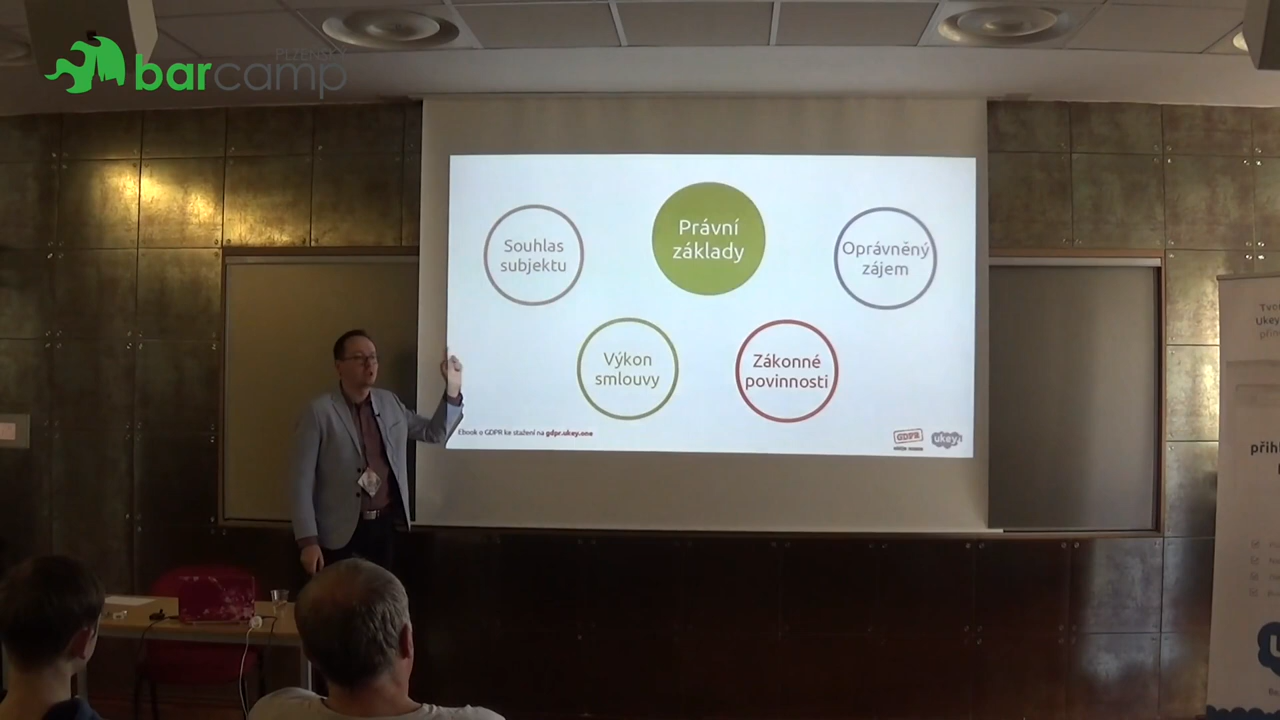 PLZEŇSKÝ
barcamp
Právní
základy
Souhlas
subjektu
Oprávněný
zájem
Výkon
smlouvy
Zákonné
povinnosti
Ebook o GDPR ke stažení na gdpr.ukey.one
GDPR
ukey